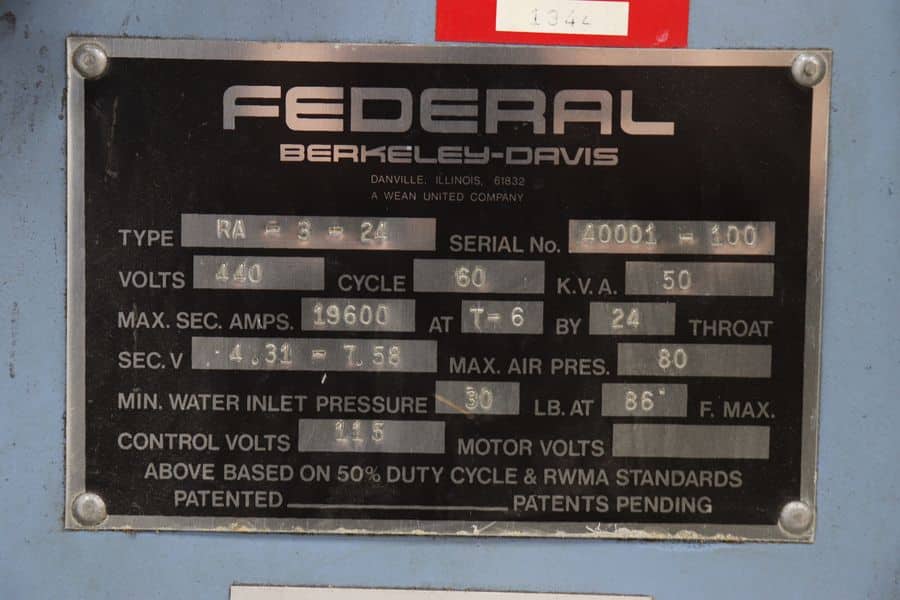 1344
FEDERAL
BERKELEY-DAVIS
DANVILLE, ILLINOIS, 61832
A WEAN UNITED COMPANY
TYPE RA - 3 - 24 SERIAL No. 40001 - 100
VOLTS 440 CYCLE 60 K.V.A. 50
MAX. SEC. AMPS. 19600 AT T-6 BY 24 THROAT
SEC. V 4.31 - 7.58 MAX. AIR PRES. 80
MIN. WATER INLET PRESSURE 30 LB. AT 86° F. MAX.
CONTROL VOLTS 115 MOTOR VOLTS
ABOVE BASED ON 50% DUTY CYCLE & RWMA STANDARDS
PATENTED PATENTS PENDING